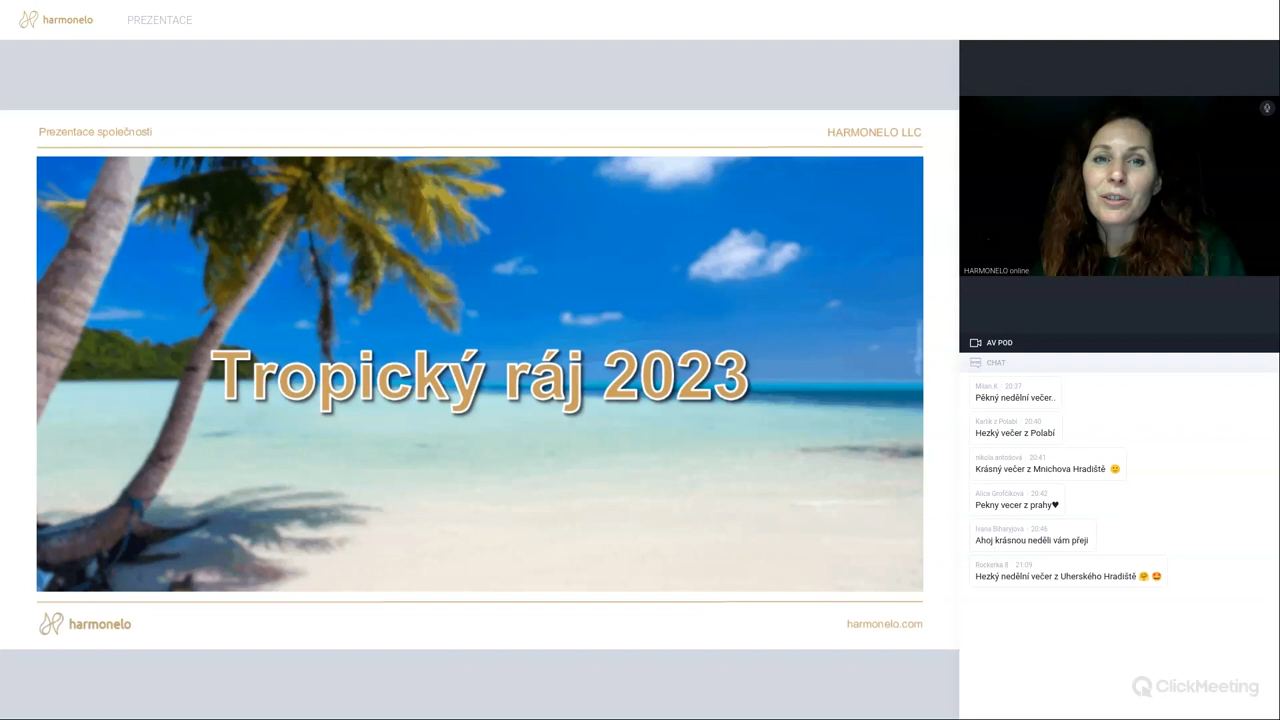 harmonelo
PREZENTACE
Prezentace společnosti
HARMONELO LLC
Tropický ráj 2023
harmonelo
harmonelo.com
HARMONELO online
AV POD
CHAT
Milan.K · 20:37
Pěkný nedělní večer..
Karlik z Polabí · 20:40
Hezký večer z Polabí
nikola antošová · 20:41
Krásný večer z Mnichova Hradiště 🙂
Alice Grofčíková · 20:42
Pekny vecer z prahy♥
Ivana Biharyjová · 20:46
Ahoj krásnou neděli vám přeji
Rockerka 8 · 21:09
Hezký nedělní večer z Uherského Hradiště 🤗 🤩
ClickMeeting